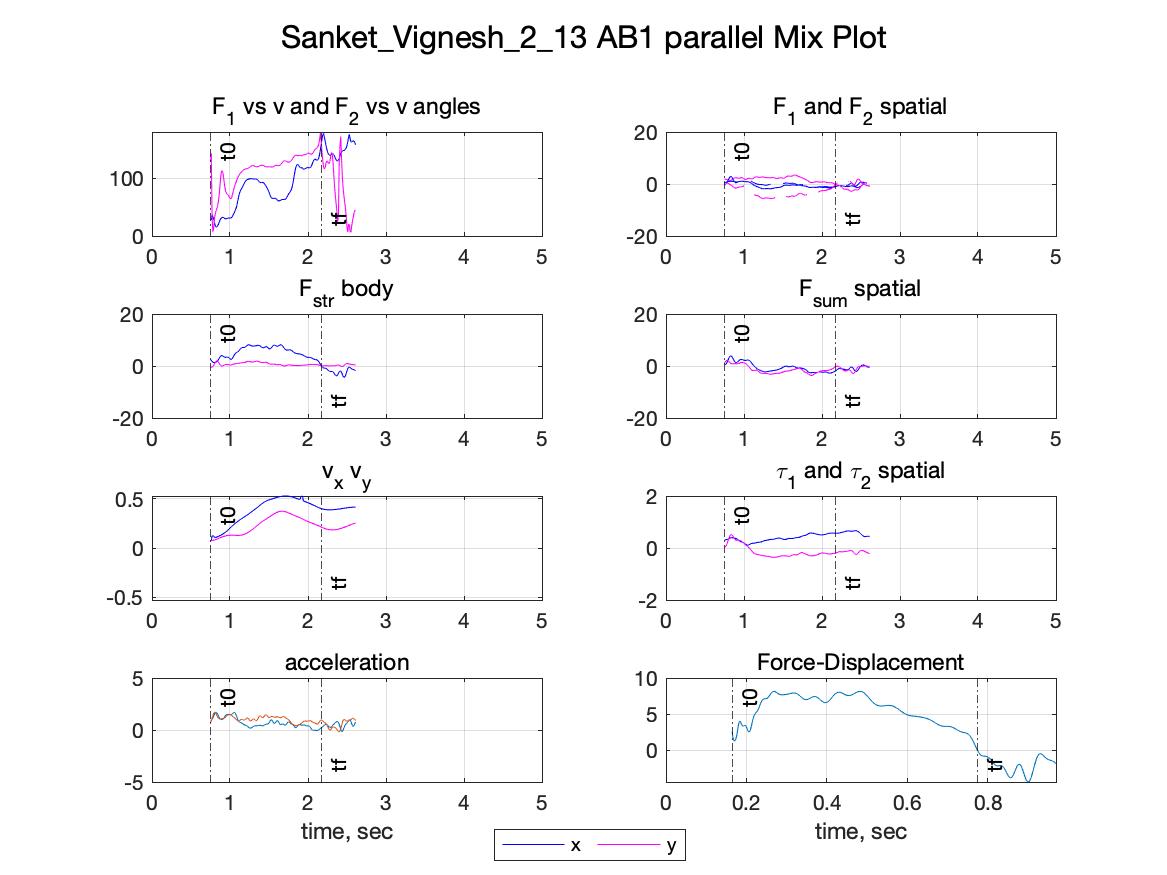 Sanket_Vignesh_2_13 AB1 parallel Mix Plot
F1 vs v and F2 vs v angles
100
0
t0
tf
0 1 2 3 4 5
F1 and F2 spatial
20
0
-20
t0
tf
0 1 2 3 4 5
Fstr body
20
0
-20
t0
tf
0 1 2 3 4 5
Fsum spatial
20
0
-20
t0
tf
0 1 2 3 4 5
vx vy
0.5
0
-0.5
t0
tf
0 1 2 3 4 5
τ1 and τ2 spatial
2
0
-2
t0
tf
0 1 2 3 4 5
acceleration
5
0
-5
t0
tf
0 1 2 3 4 5
time, sec
Force-Displacement
10
5
0
t0
tf
0 0.2 0.4 0.6 0.8
time, sec
x y